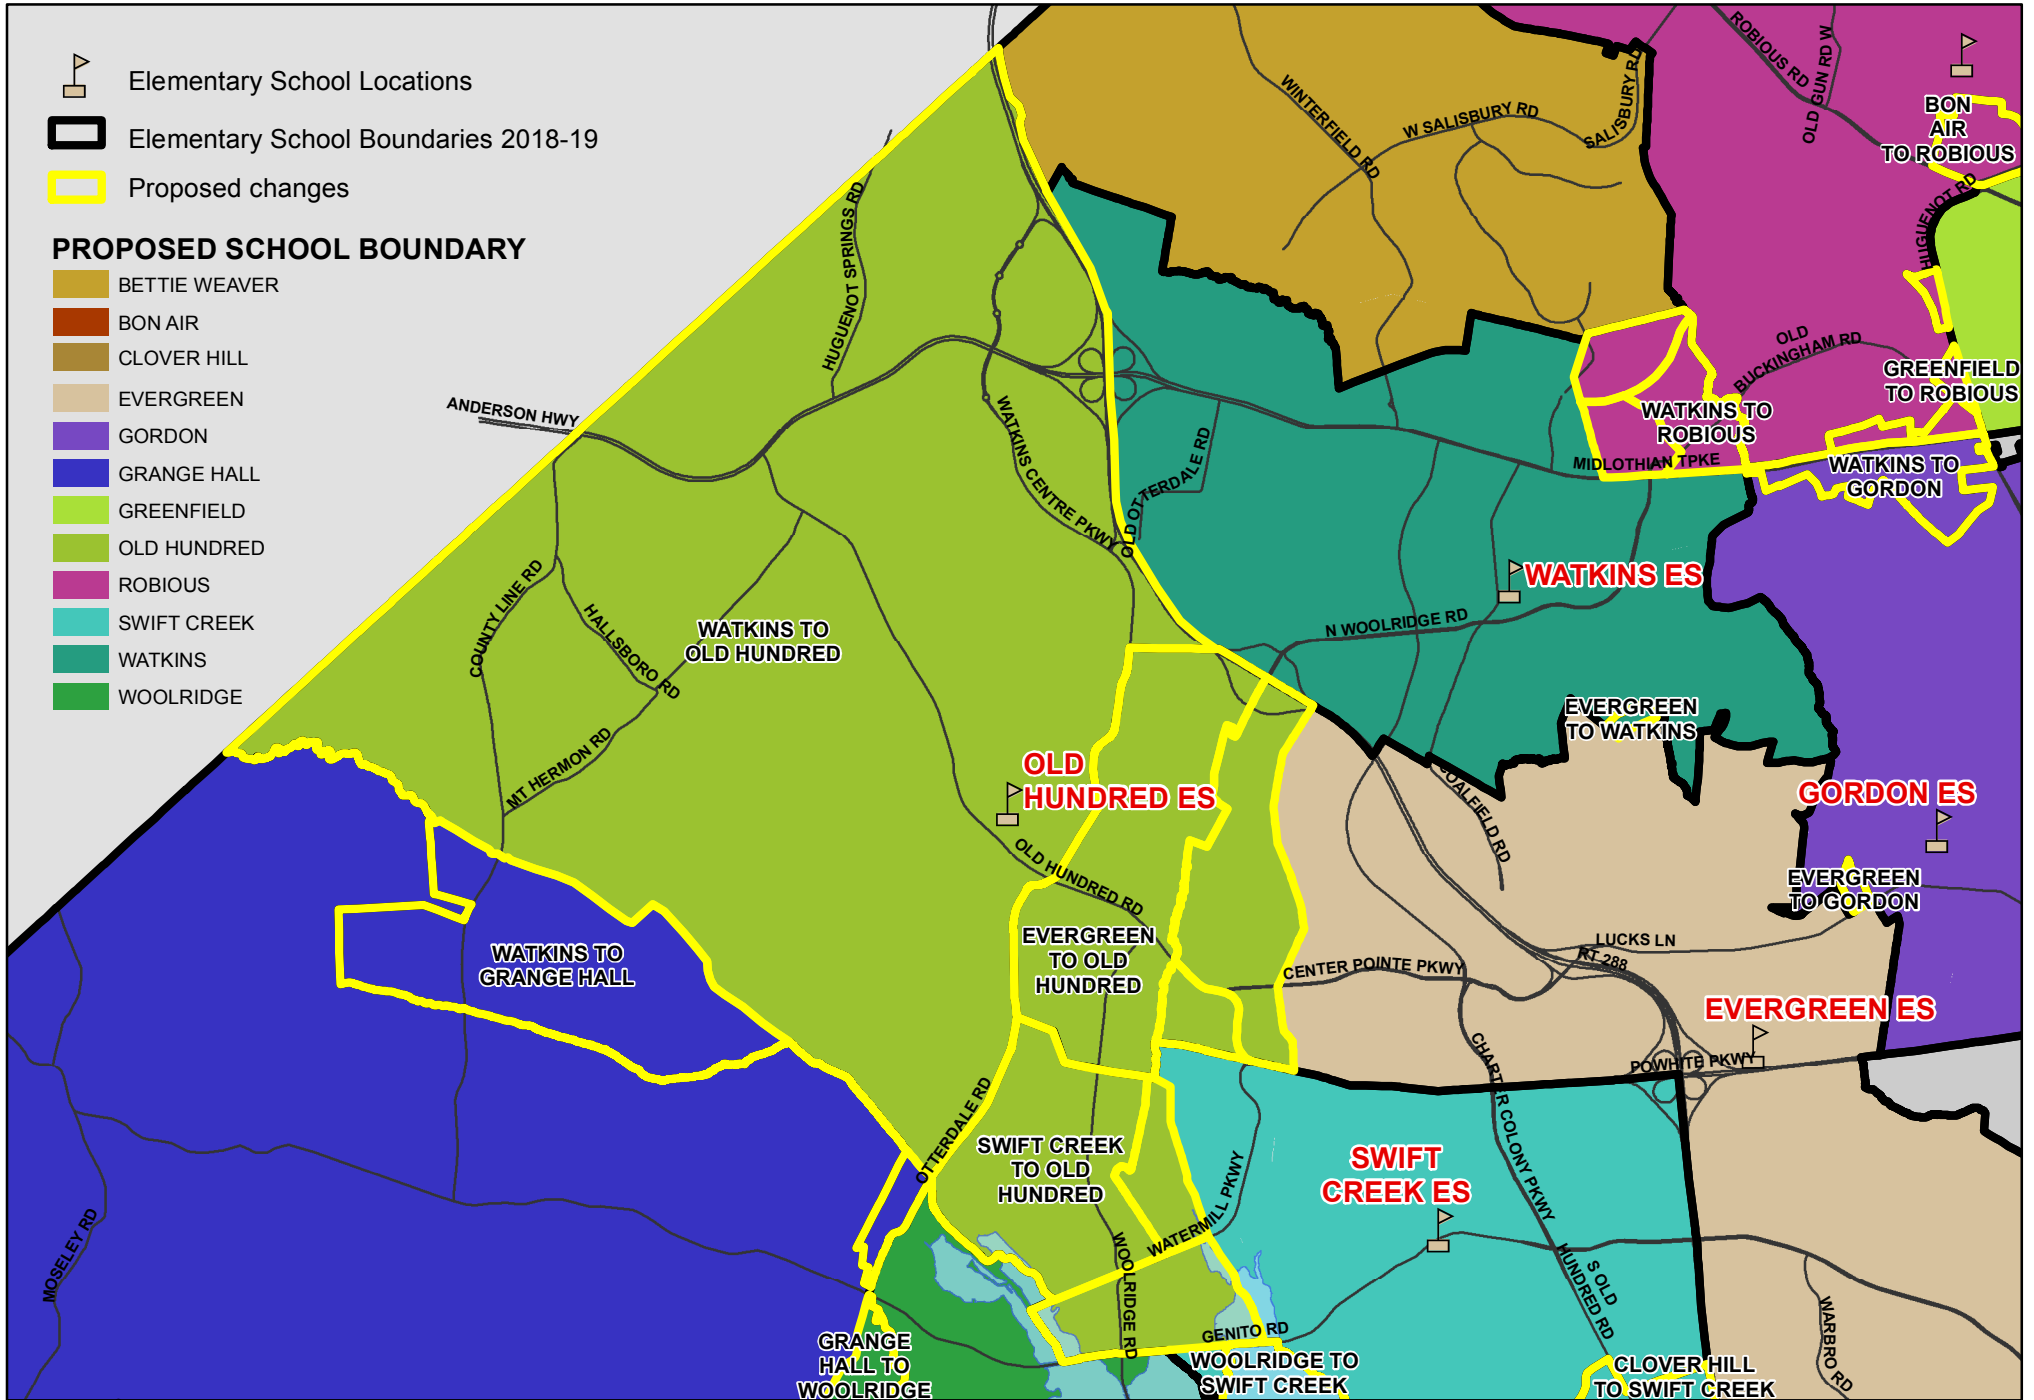 Elementary School Locations
Elementary School Boundaries 2018-19
Proposed changes
PROPOSED SCHOOL BOUNDARY
BETTIE WEAVER
BON AIR
CLOVER HILL
EVERGREEN
GORDON
GRANGE HALL
GREENFIELD
OLD HUNDRED
ROBIOUS
SWIFT CREEK
WATKINS
WOOLRIDGE
WINTERFIELD RD
W SALISBURY RD
SALISBURY RD
ROBIOUS RD
OLD GUN RD W
BON
AIR
TO ROBIOUS
HUGUENOT RD
HUGUENOT SPRINGS RD
OLD
BUCKINGHAM RD
GREENFIELD
TO ROBIOUS
ANDERSON HWY
WATKINS CENTRE PKWY
OLD OTTERDALE RD
WATKINS TO
ROBIOUS
MIDLOTHIAN TPKE
WATKINS TO
GORDON
COUNTY LINE RD
HALLSBORO RD
WATKINS TO
OLD HUNDRED
WATKINS ES
N WOOLRIDGE RD
EVERGREEN
TO WATKINS
MT HERMON RD
OLD
HUNDRED ES
COALFIELD RD
GORDON ES
OLD HUNDRED RD
EVERGREEN
TO GORDON
WATKINS TO
GRANGE HALL
EVERGREEN
TO OLD
HUNDRED
CENTER POINTE PKWY
LUCKS LN
RT 288
EVERGREEN ES
POWHITE PKWY
CHARTER COLONY PKWY
OTTERDALE RD
SWIFT CREEK
TO OLD
HUNDRED
SWIFT
CREEK ES
WATERMILL PKWY
MOSELEY RD
WOOLRIDGE RD
S OLD
HUNDRED RD
WARBRO RD
GENITO RD
GRANGE
HALL TO
WOOLRIDGE
WOOLRIDGE TO
SWIFT CREEK
CLOVER HILL
TO SWIFT CREEK